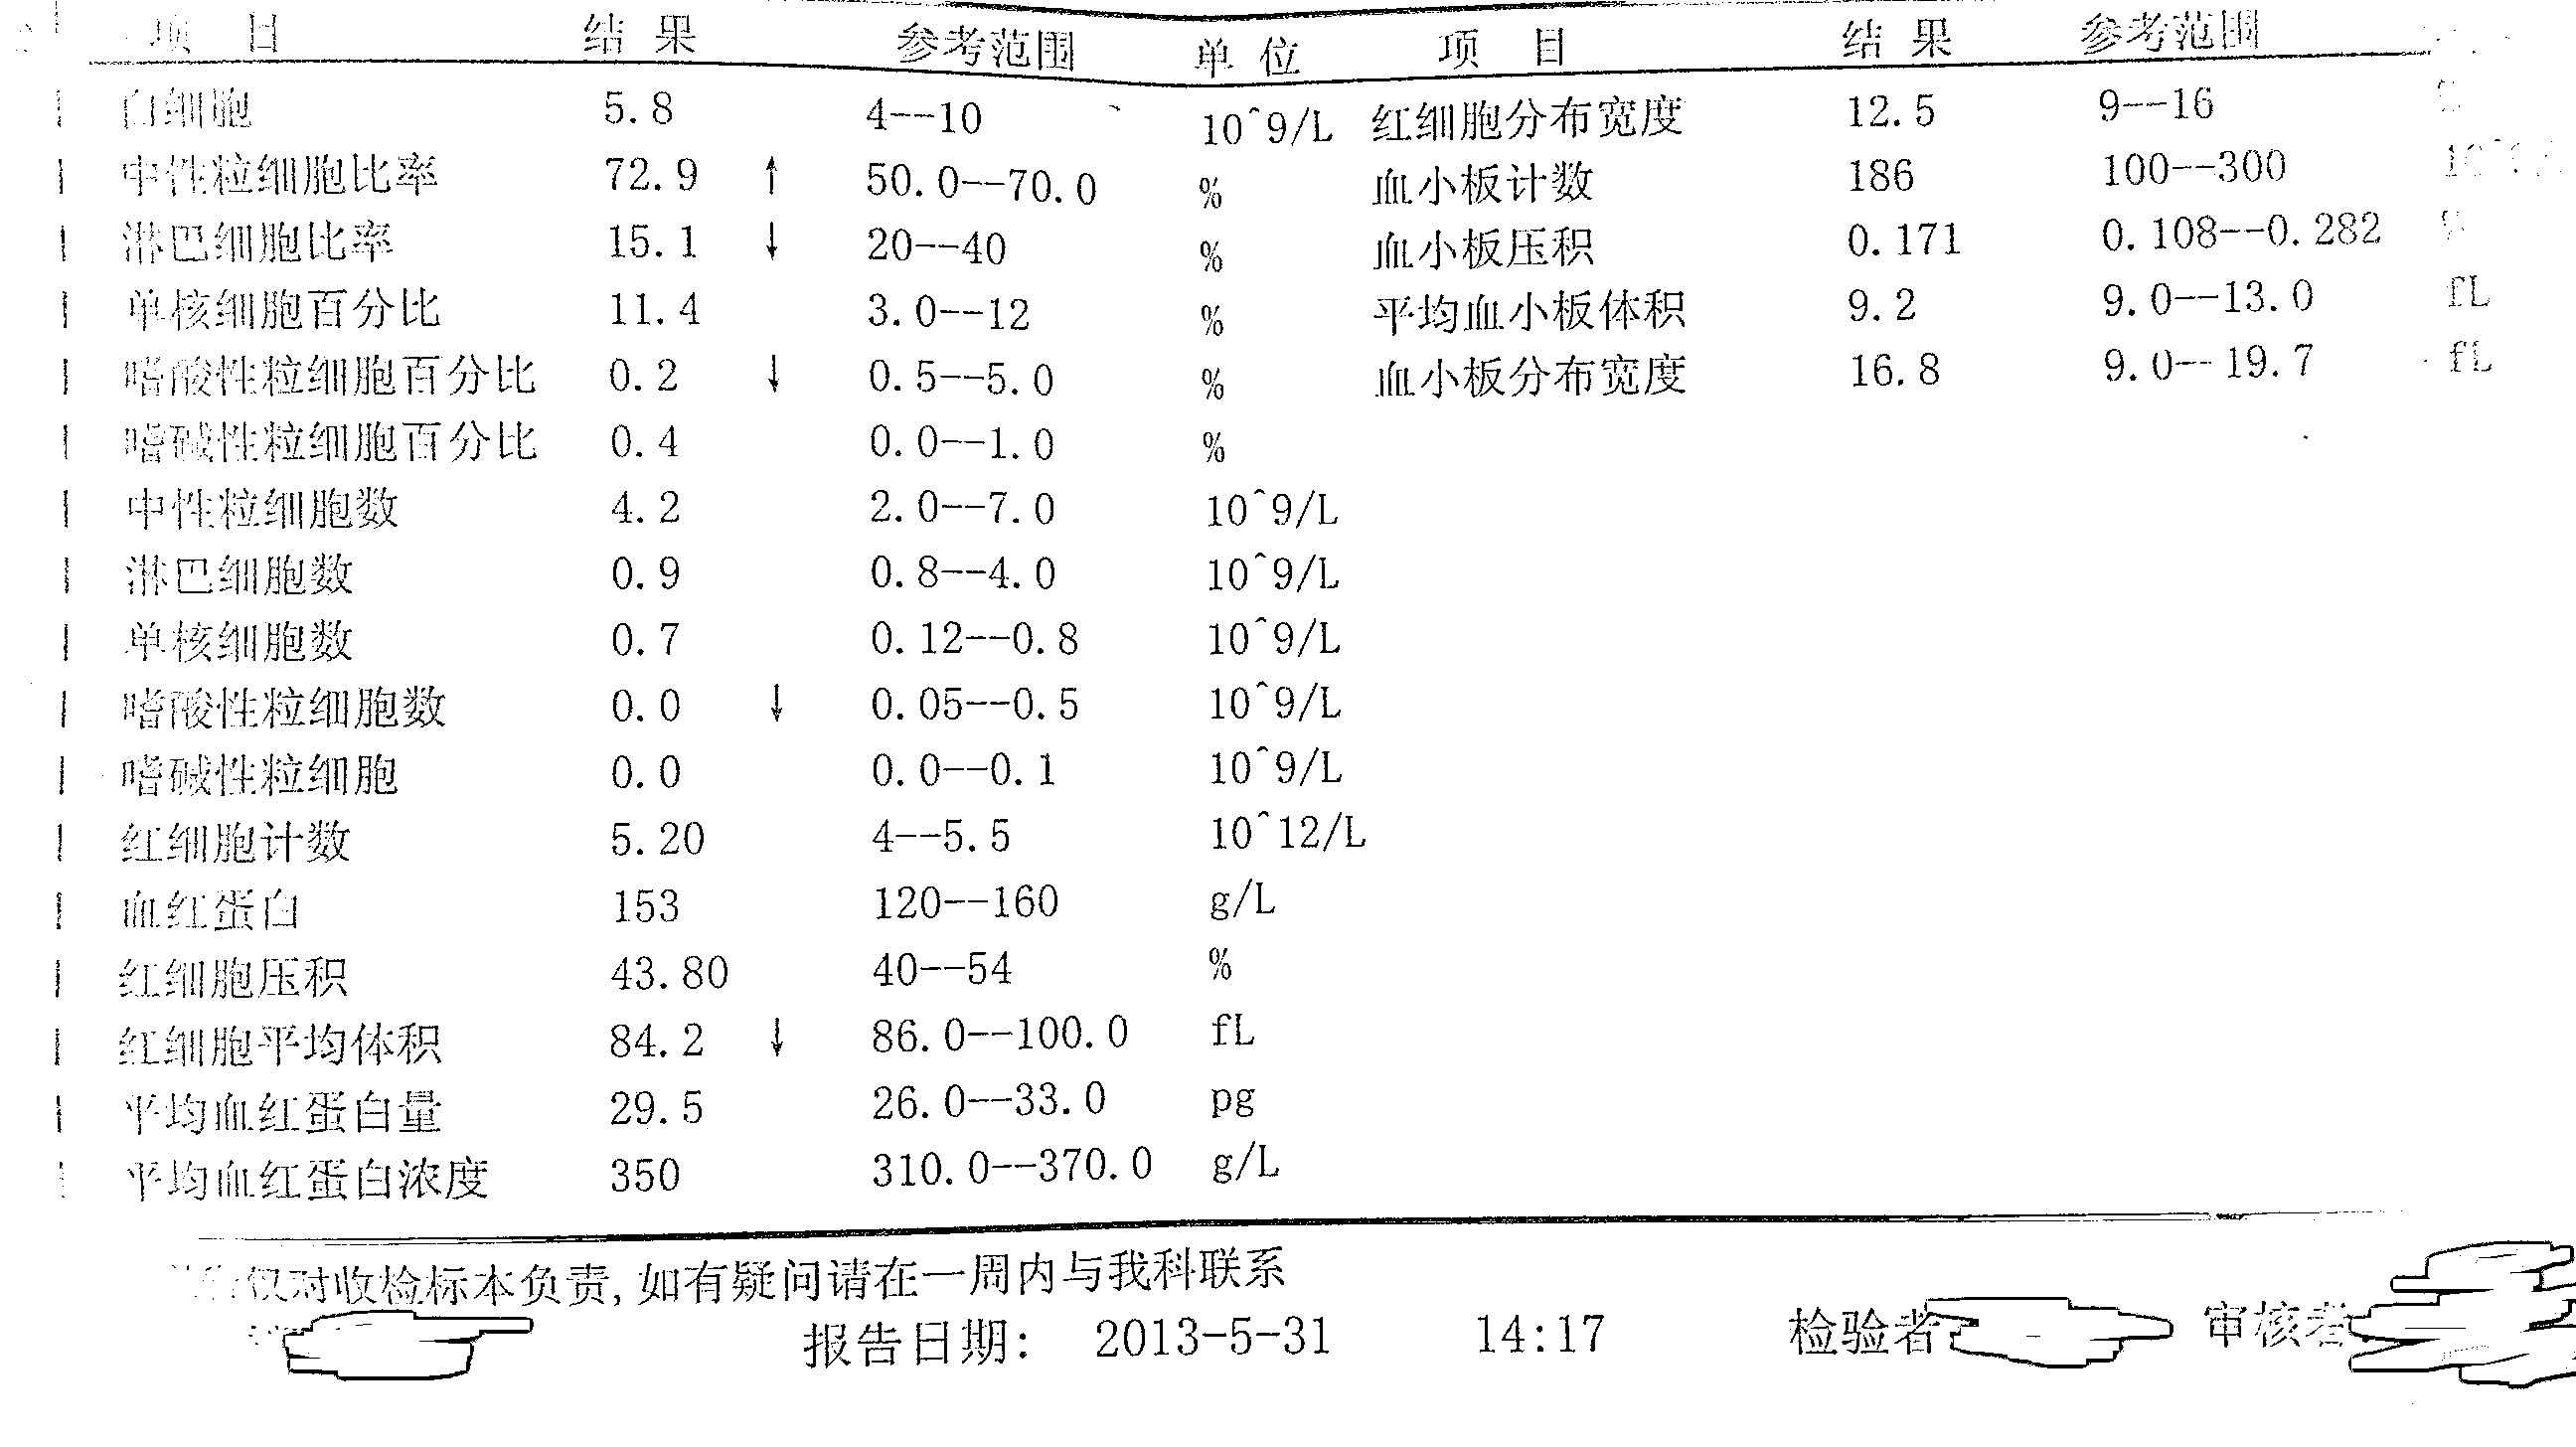 项 目 结 果 参考范围 单 位 项 目 结 果 参考范围
白细胞 5.8 4--10 10^9/L 红细胞分布宽度 12.5 9--16 %
中性粒细胞比率 72.9 ↑ 50.0--70.0 % 血小板计数 186 100--300
淋巴细胞比率 15.1 ↓ 20--40 % 血小板压积 0.171 0.108--0.282 %
单核细胞百分比 11.4 3.0--12 % 平均血小板体积 9.2 9.0--13.0 fL
嗜酸性粒细胞百分比 0.2 ↓ 0.5--5.0 % 血小板分布宽度 16.8 9.0--19.7 fL
嗜碱性粒细胞百分比 0.4 0.0--1.0 %
中性粒细胞数 4.2 2.0--7.0 10^9/L
淋巴细胞数 0.9 0.8--4.0 10^9/L
单核细胞数 0.7 0.12--0.8 10^9/L
嗜酸性粒细胞数 0.0 ↓ 0.05--0.5 10^9/L
嗜碱性粒细胞 0.0 0.0--0.1 10^9/L
红细胞计数 5.20 4--5.5 10^12/L
血红蛋白 153 120--160 g/L
红细胞压积 43.80 40--54 %
红细胞平均体积 84.2 ↓ 86.0--100.0 fL
平均血红蛋白量 29.5 26.0--33.0 pg
平均血红蛋白浓度 350 310.0--370.0 g/L
仅对收检标本负责,如有疑问请在一周内与我科联系
报告日期: 2013-5-31 14:17 检验者 审核者